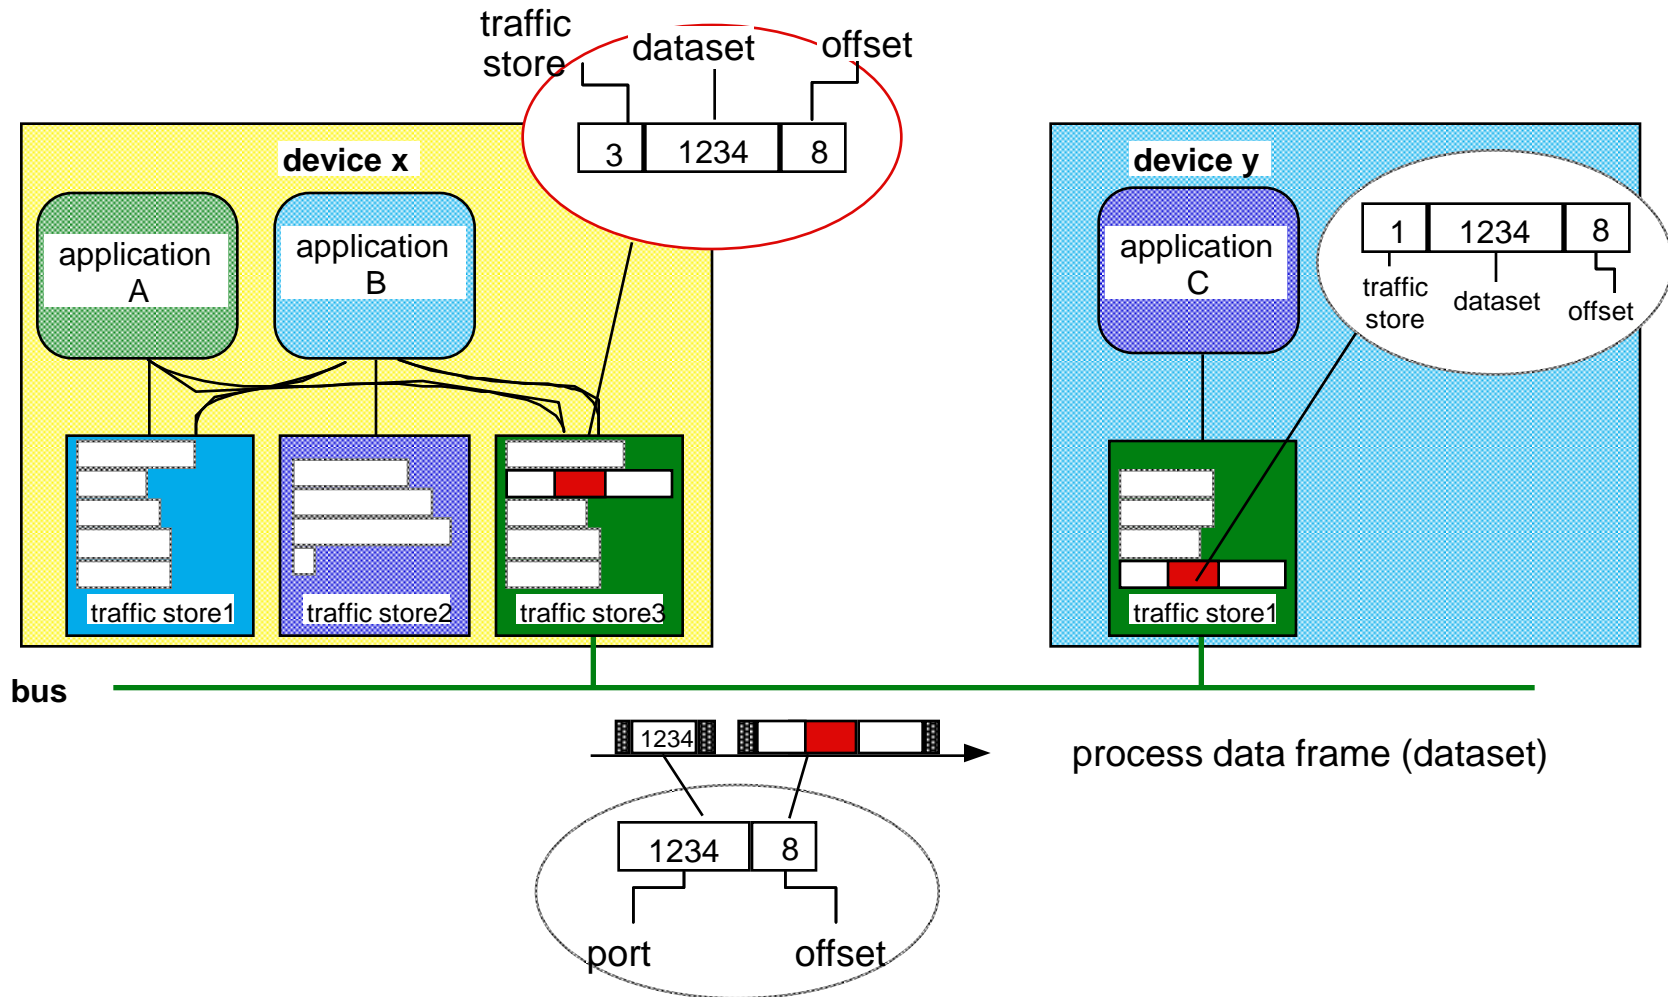 traffic
store
dataset
offset
3
1234
8
device x
device y
application
A
application
B
application
C
1
1234
8
traffic
store
dataset
offset
traffic store1
traffic store2
traffic store3
traffic store1
bus
1234
process data frame (dataset)
1234
8
port
offset